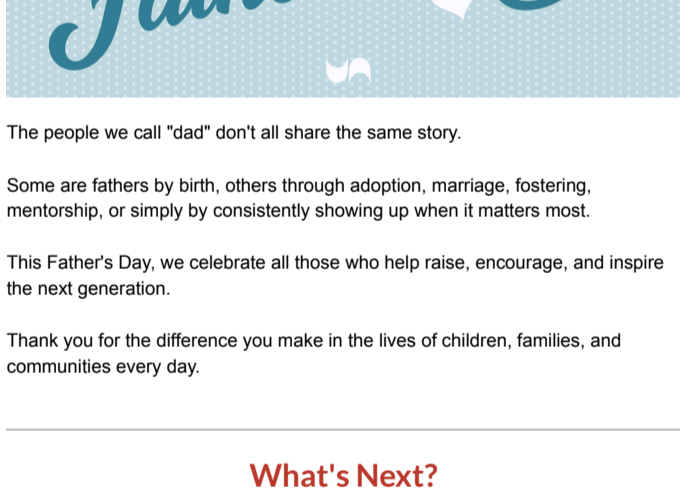 The people we call "dad" don't all share the same story.
Some are fathers by birth, others through adoption, marriage, fostering,
mentorship, or simply by consistently showing up when it matters most.
This Father's Day, we celebrate all those who help raise, encourage, and inspire
the next generation.
Thank you for the difference you make in the lives of children, families, and
communities every day.
What's Next?